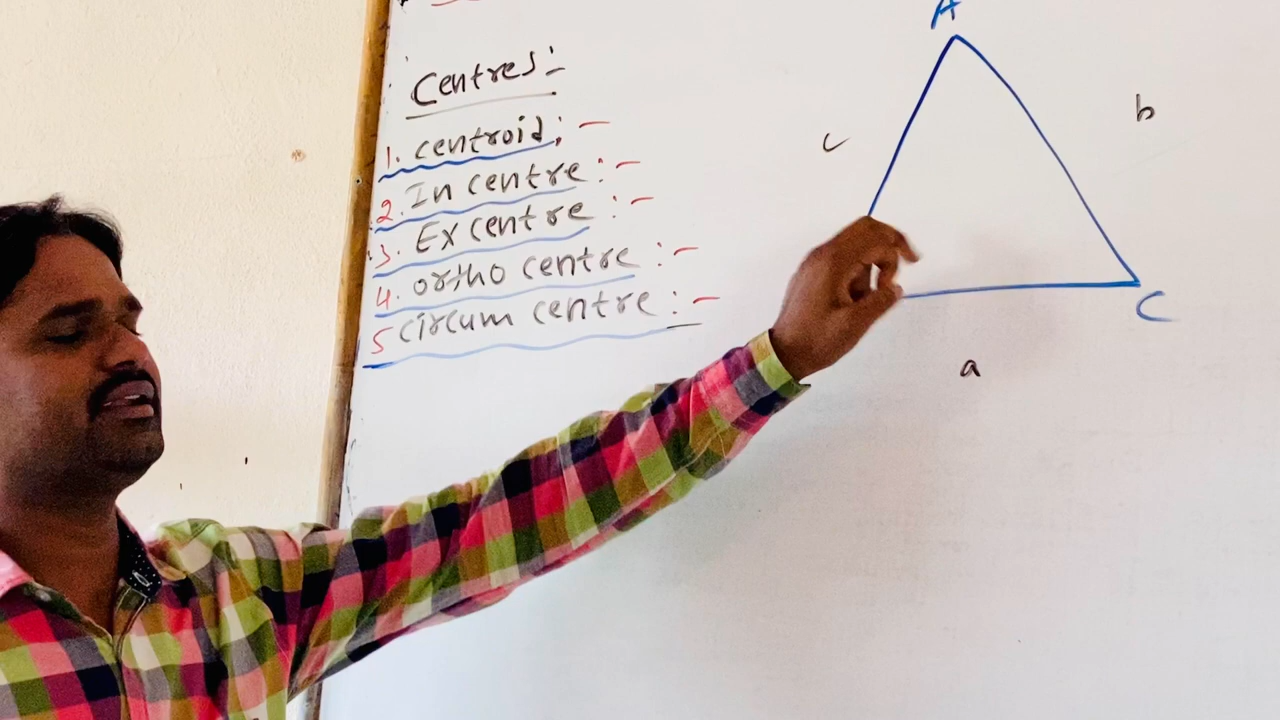 Centres:-
1. centroid; -
2. In centre : -
3. Ex centre : -
4. ortho centre : -
5 circum centre : -
A
b
c
C
a